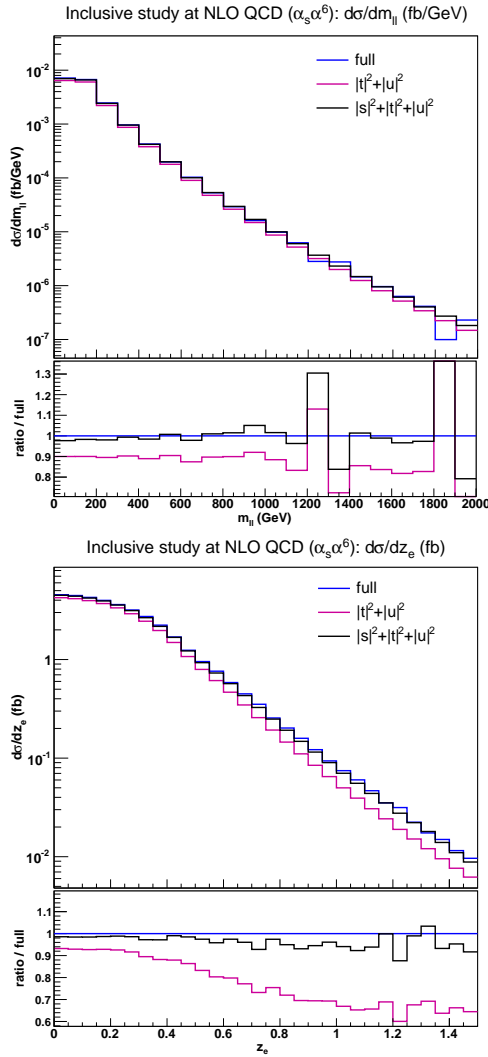 Inclusive study at NLO QCD (αₛα⁶): dσ/dmₗₗ (fb/GeV)
full
|t|²+|u|²
|s|²+|t|²+|u|²
dσ/dmₗₗ (fb/GeV)
10⁻²
10⁻³
10⁻⁴
10⁻⁵
10⁻⁶
10⁻⁷
ratio / full
1.3
1.2
1.1
1
0.9
0.8
0 200 400 600 800 1000 1200 1400 1600 1800 2000
mₗₗ (GeV)
Inclusive study at NLO QCD (αₛα⁶): dσ/dzₑ (fb)
full
|t|²+|u|²
|s|²+|t|²+|u|²
dσ/dzₑ (fb)
1
10⁻¹
10⁻²
ratio / full
1.1
1
0.9
0.8
0.7
0.6
0 0.2 0.4 0.6 0.8 1 1.2 1.4
zₑ